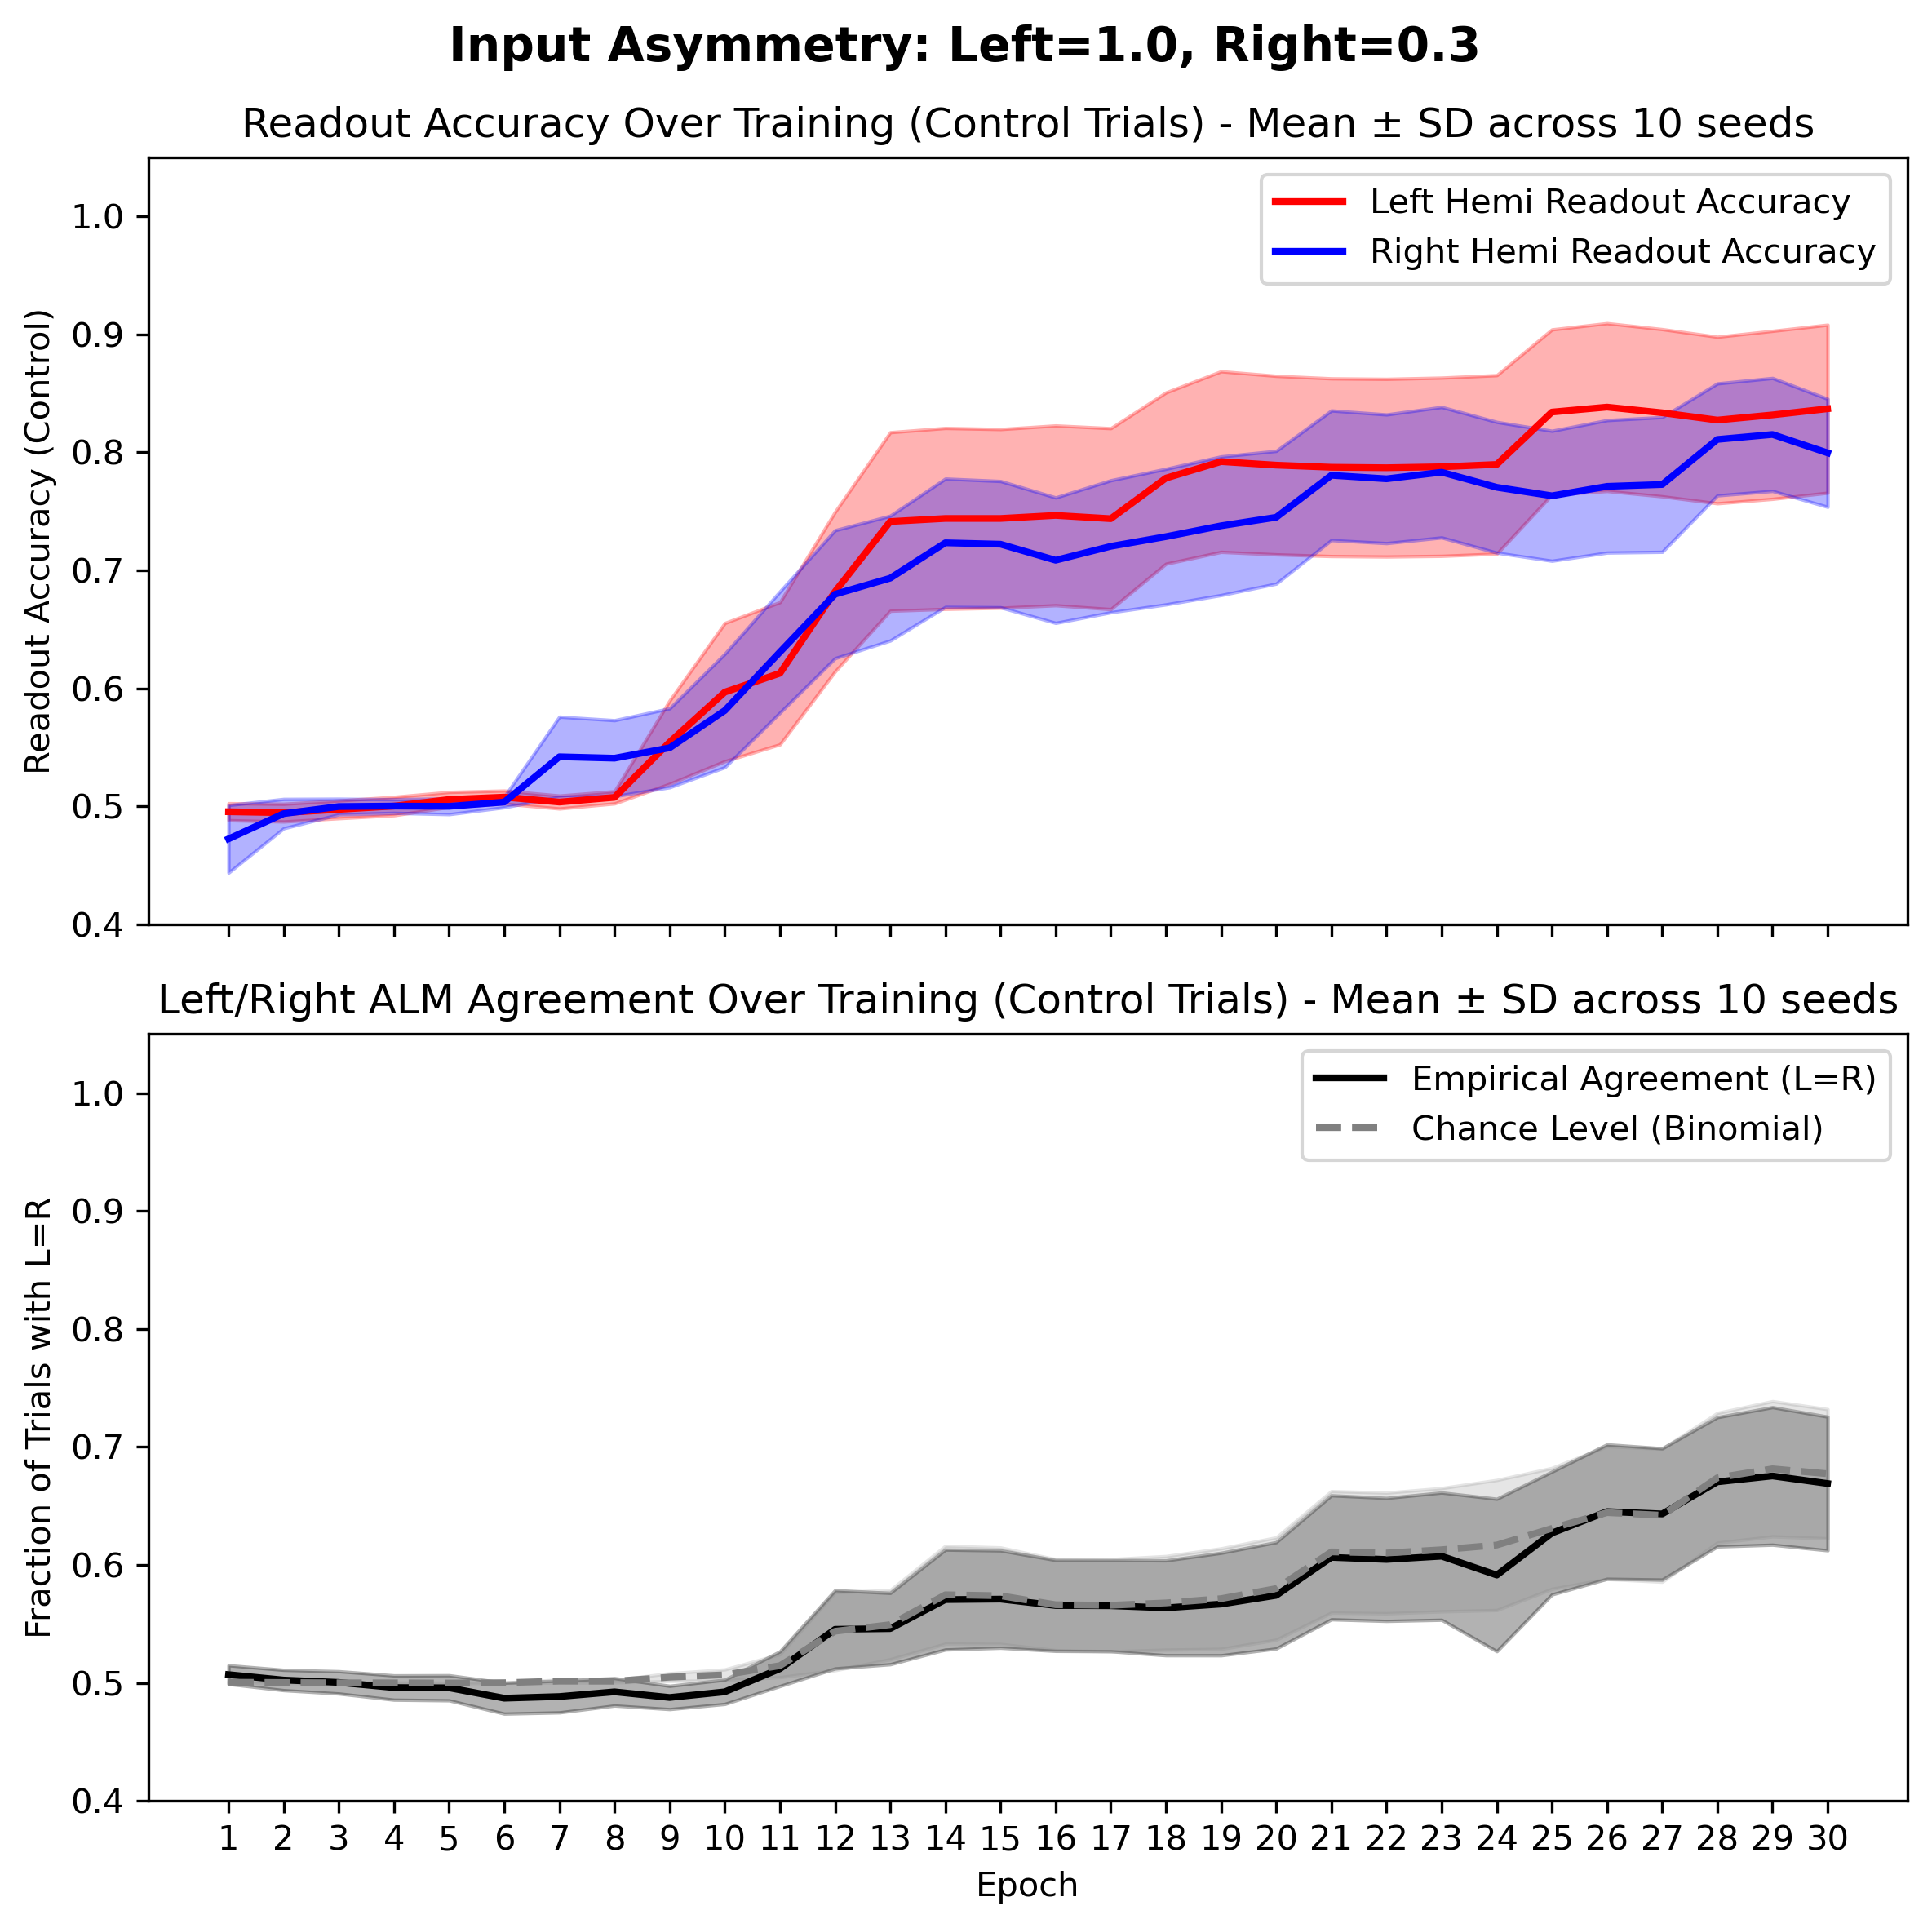 Input Asymmetry: Left=1.0, Right=0.3
Readout Accuracy Over Training (Control Trials) - Mean ± SD across 10 seeds
Readout Accuracy (Control)
1.0
0.9
0.8
0.7
0.6
0.5
0.4
Left Hemi Readout Accuracy
Right Hemi Readout Accuracy
Left/Right ALM Agreement Over Training (Control Trials) - Mean ± SD across 10 seeds
Fraction of Trials with L=R
1.0
0.9
0.8
0.7
0.6
0.5
0.4
Empirical Agreement (L=R)
Chance Level (Binomial)
1 2 3 4 5 6 7 8 9 10 11 12 13 14 15 16 17 18 19 20 21 22 23 24 25 26 27 28 29 30
Epoch